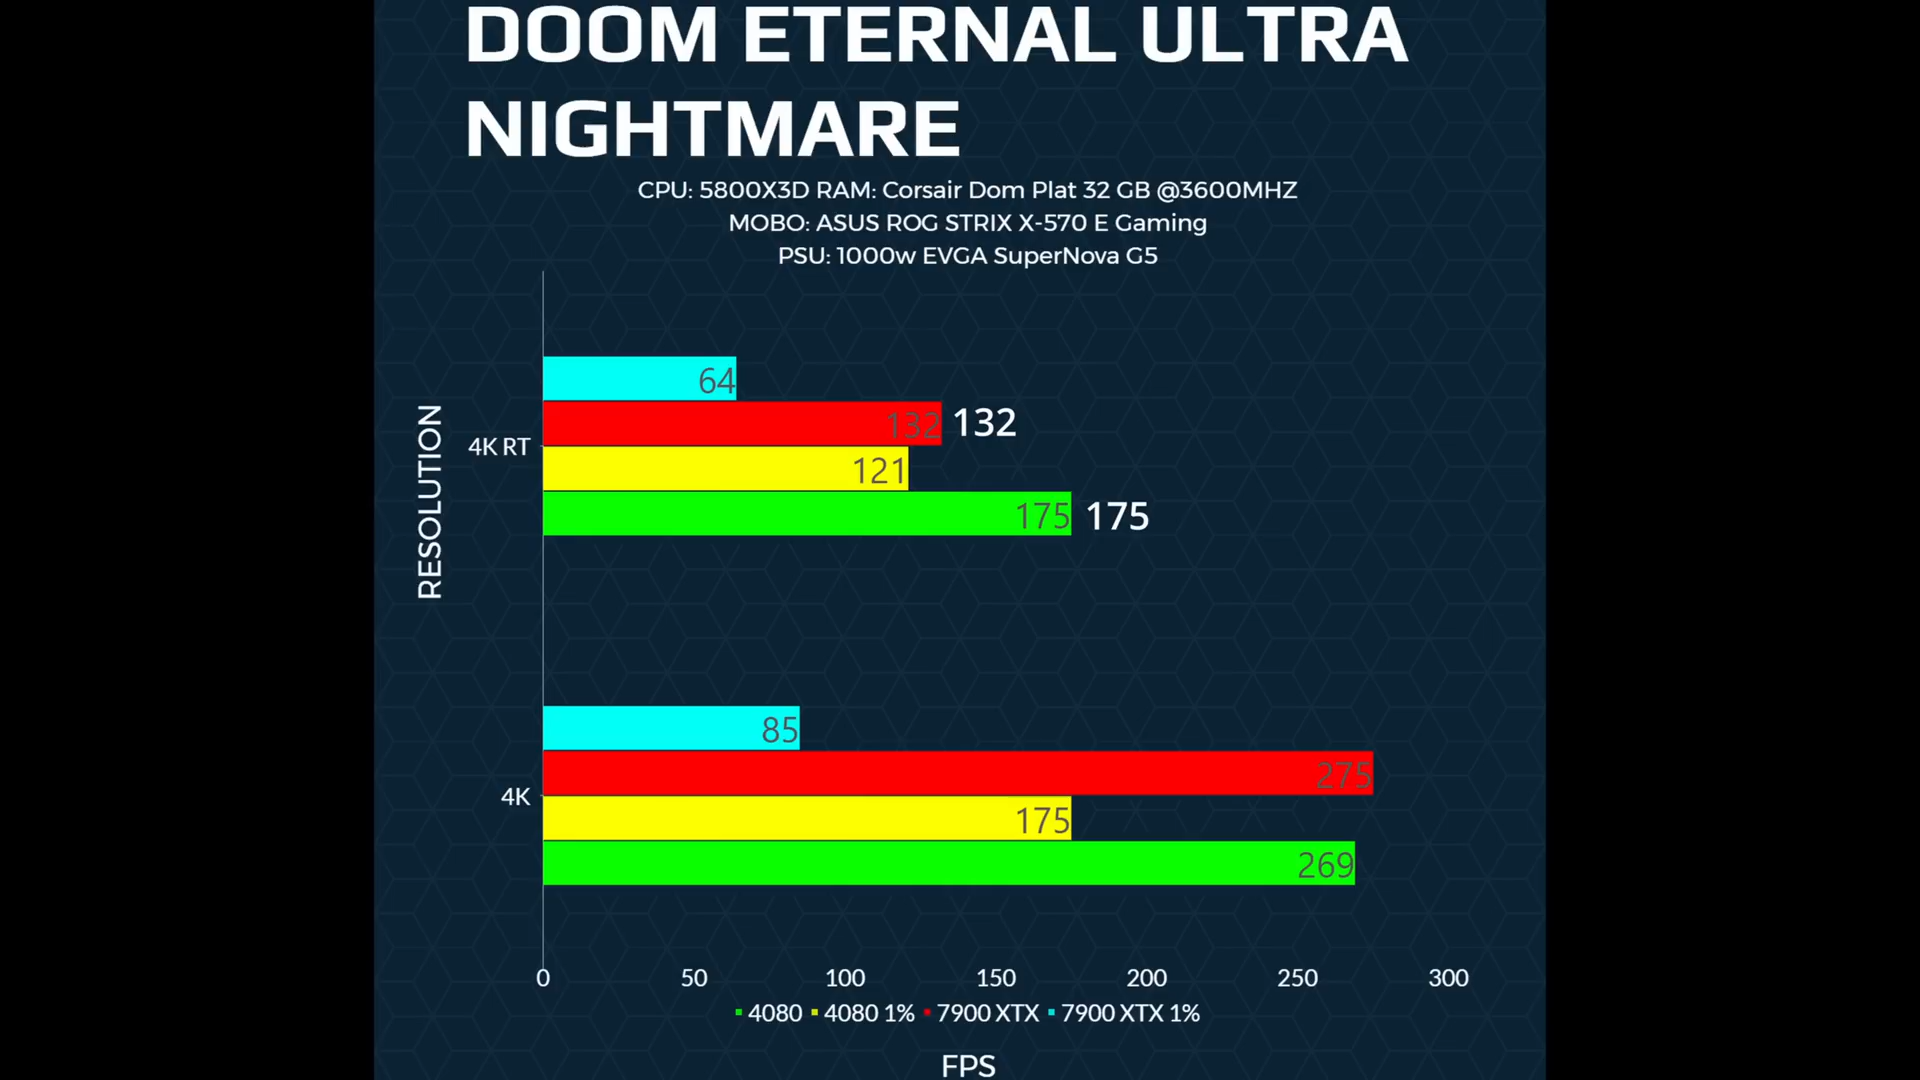 DOOM ETERNAL ULTRA
NIGHTMARE
CPU: 5800X3D RAM: Corsair Dom Plat 32 GB @3600MHZ
MOBO: ASUS ROG STRIX X-570 E Gaming
PSU: 1000w EVGA SuperNova G5
RESOLUTION
4K RT
64
132 132
121
175 175
4K
85
275
175
269
0 50 100 150 200 250 300
4080 4080 1% 7900 XTX 7900 XTX 1%
FPS